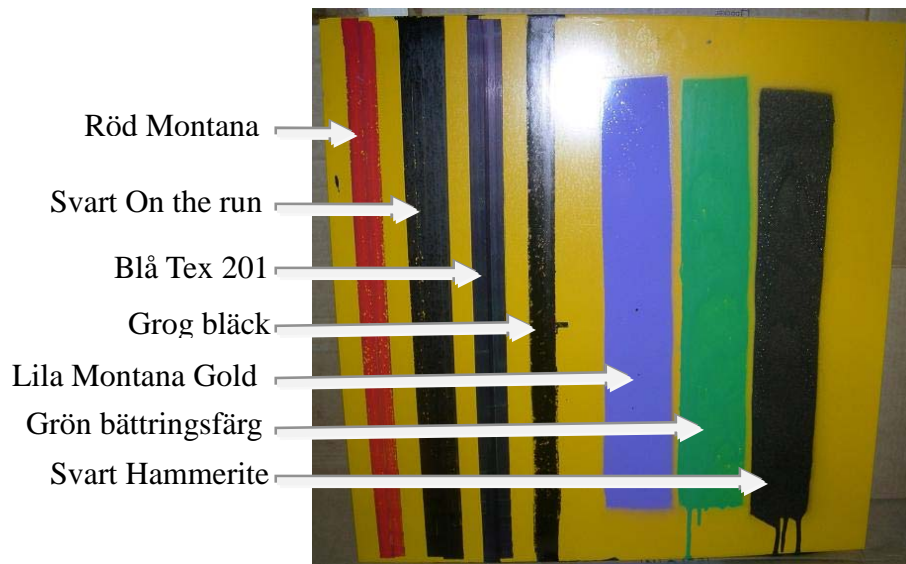 Röd Montana
Svart On the run
Blå Tex 201
Grog bläck
Lila Montana Gold
Grön bättringsfärg
Svart Hammerite